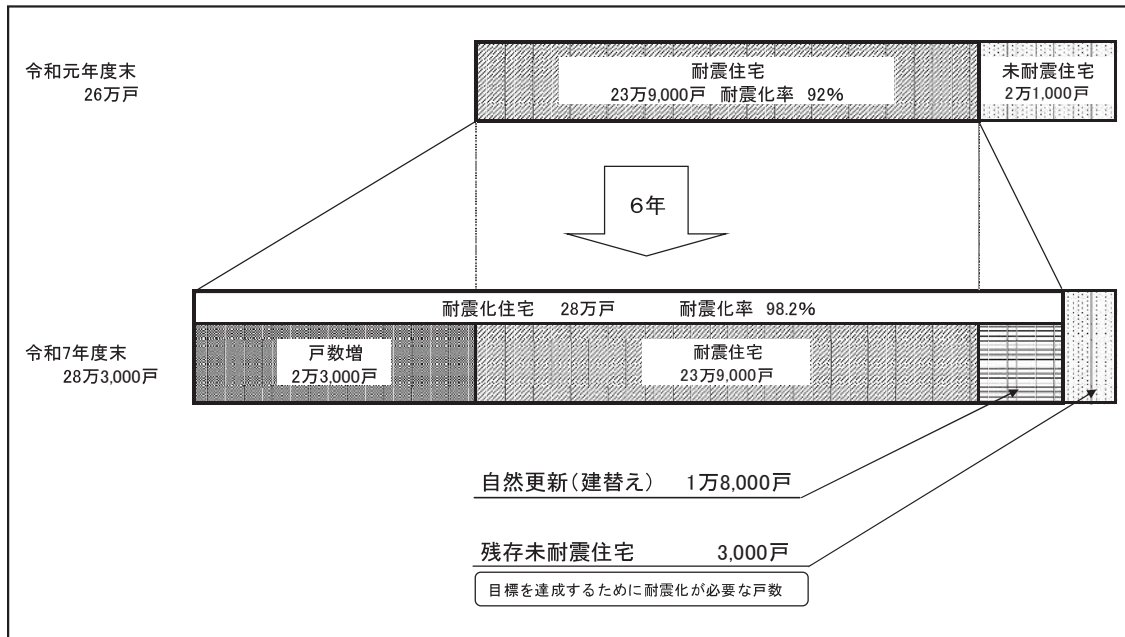 令和元年度末
26万戸
耐震住宅
23万9,000戸 耐震化率 92%
未耐震住宅
2万1,000戸
6年
耐震化住宅 28万戸 耐震化率 98.2%
令和7年度末
28万3,000戸
戸数増
2万3,000戸
耐震住宅
23万9,000戸
自然更新（建替え） 1万8,000戸
残存未耐震住宅 3,000戸
目標を達成するために耐震化が必要な戸数